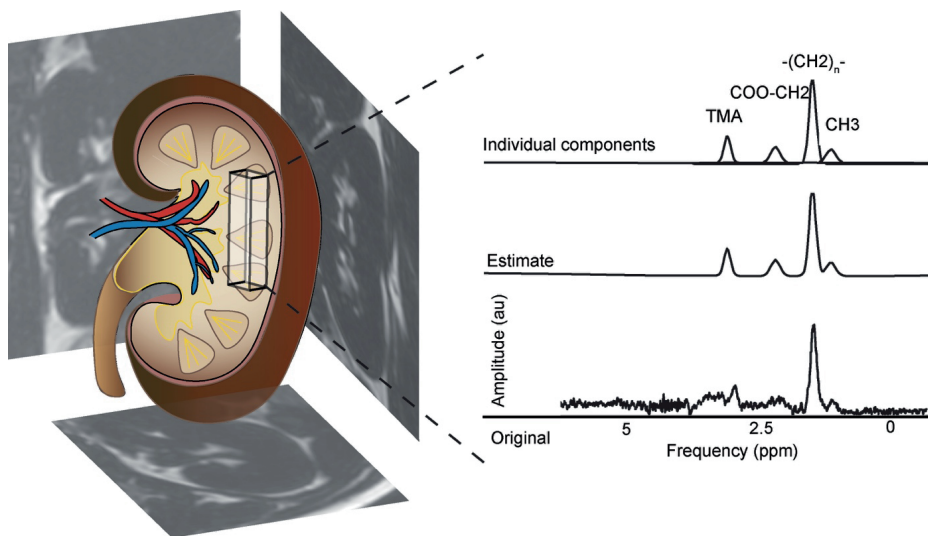 -(CH2)n-
COO-CH2
TMA
CH3
Individual components
Estimate
Amplitude (au)
Original
5
2.5
0
Frequency (ppm)